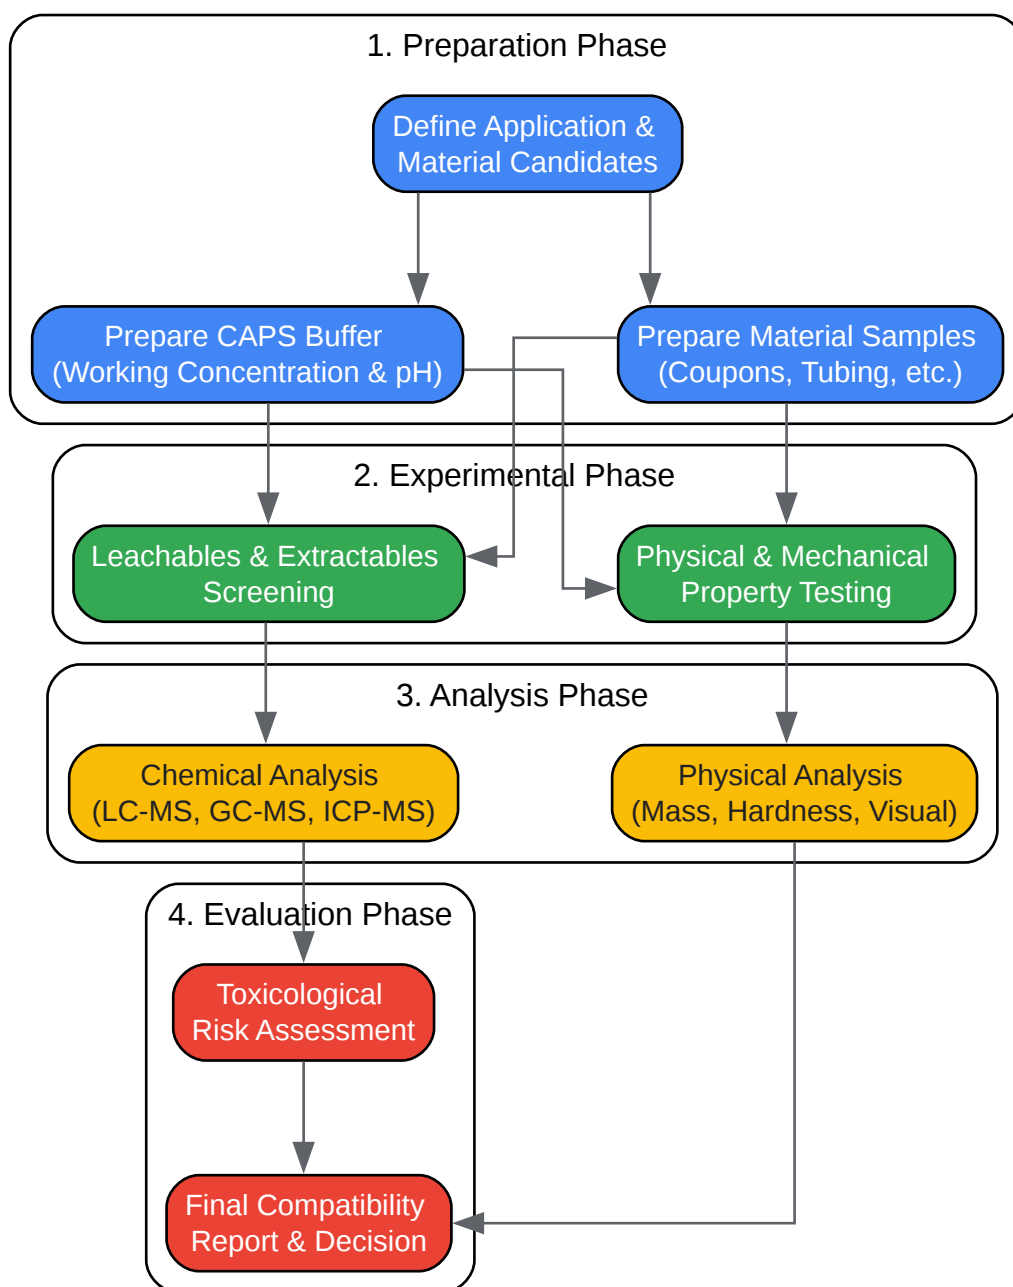 1. Preparation Phase
Define Application &
Material Candidates
Prepare CAPS Buffer
(Working Concentration & pH)
Prepare Material Samples
(Coupons, Tubing, etc.)
2. Experimental Phase
Leachables & Extractables
Screening
Physical & Mechanical
Property Testing
3. Analysis Phase
Chemical Analysis
(LC-MS, GC-MS, ICP-MS)
Physical Analysis
(Mass, Hardness, Visual)
4. Evaluation Phase
Toxicological
Risk Assessment
Final Compatibility
Report & Decision